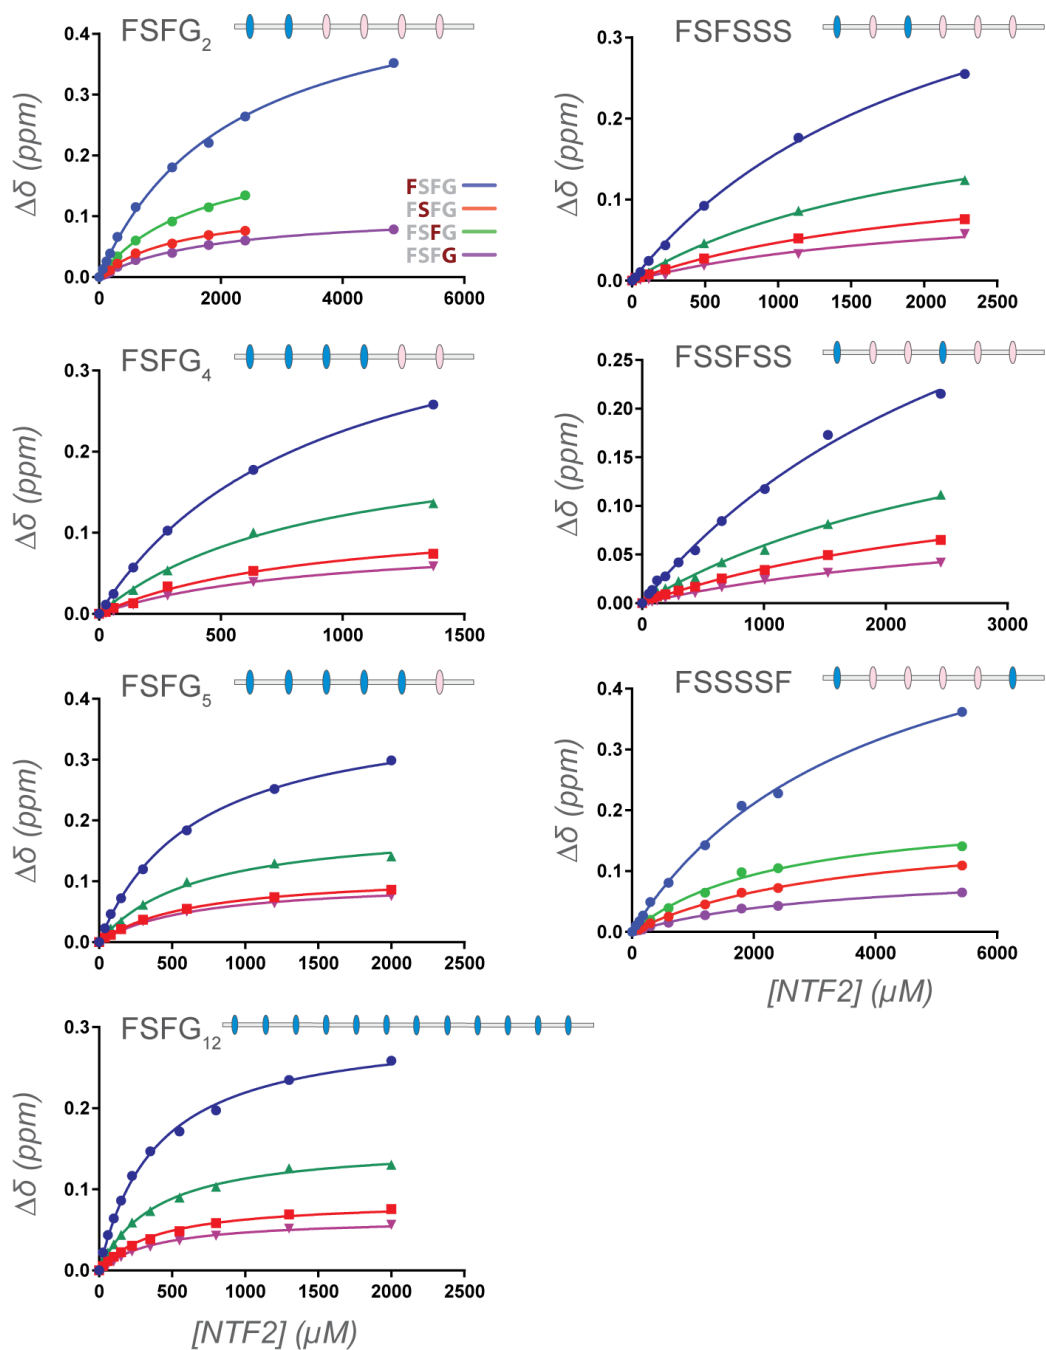 FSFG2
Δδ (ppm)
0.4
0.3
0.2
0.1
0.0
0 2000 4000 6000
FSFG
FSFG
FSFG
FSFG
FSFSSS
Δδ (ppm)
0.3
0.2
0.1
0.0
0 500 1000 1500 2000 2500
FSFG4
Δδ (ppm)
0.3
0.2
0.1
0.0
0 500 1000 1500
FSSFSS
Δδ (ppm)
0.25
0.20
0.15
0.10
0.05
0.00
0 1000 2000 3000
FSFG5
Δδ (ppm)
0.4
0.3
0.2
0.1
0.0
0 500 1000 1500 2000 2500
FSSSSF
Δδ (ppm)
0.4
0.3
0.2
0.1
0.0
0 2000 4000 6000
[NTF2] (μM)
FSFG12
Δδ (ppm)
0.3
0.2
0.1
0.0
0 500 1000 1500 2000 2500
[NTF2] (μM)